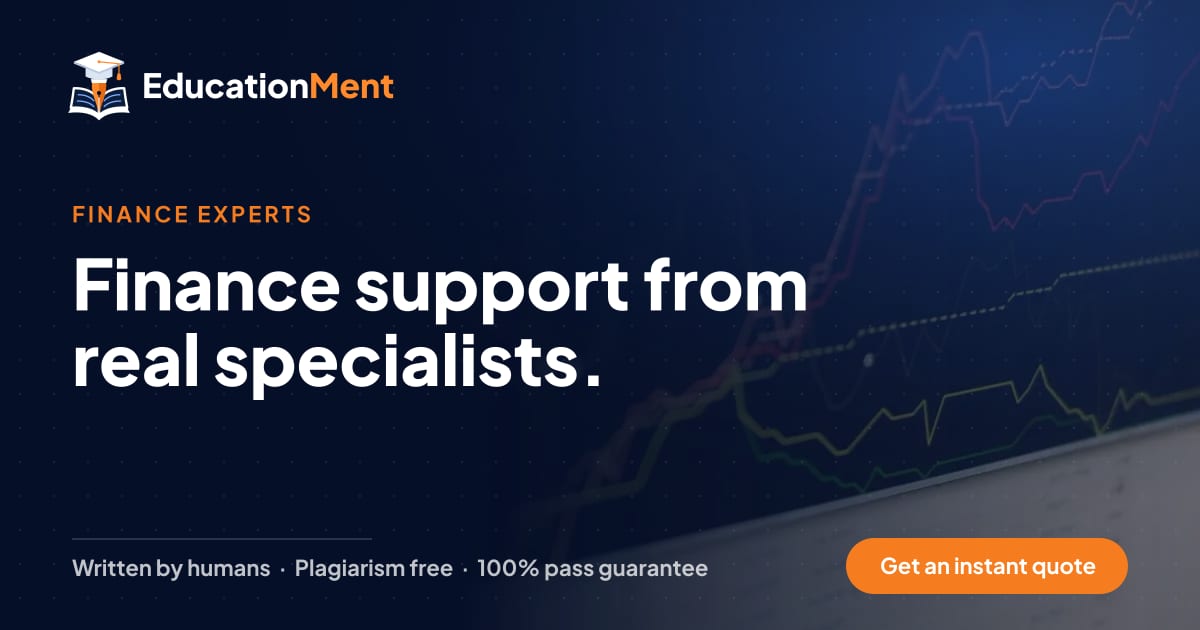 EducationMent
FINANCE EXPERTS
Finance support from
real specialists.
Written by humans · Plagiarism free · 100% pass guarantee
Get an instant quote